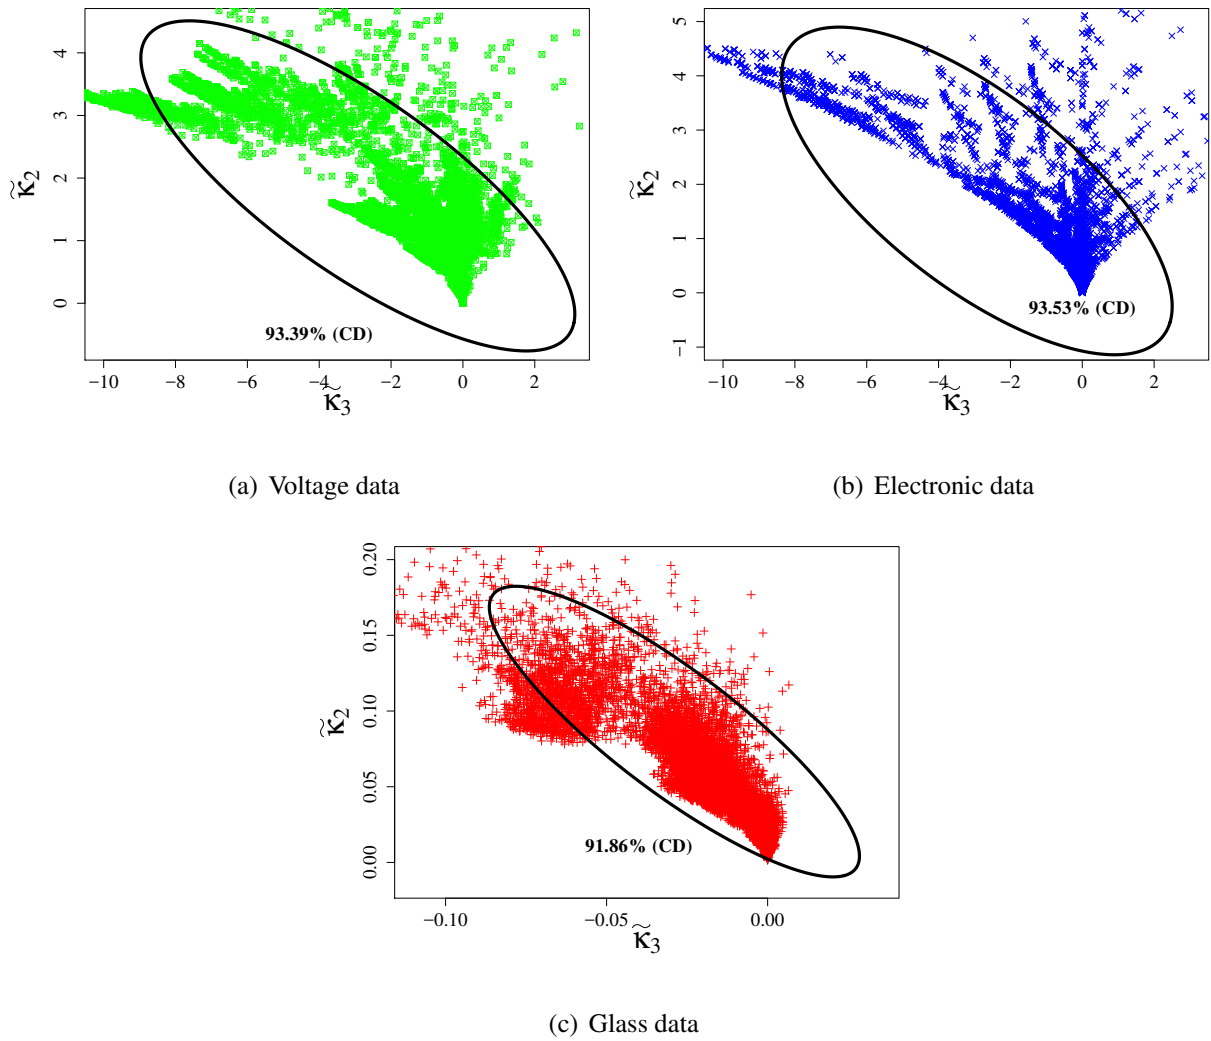 4
3
2
1
0
κ̃2
93.39% (CD)
−10 −8 −6 −4 −2 0 2
κ̃3
(a) Voltage data
5
4
3
2
1
0
−1
κ̃2
93.53% (CD)
−10 −8 −6 −4 −2 0 2
κ̃3
(b) Electronic data
0.20
0.15
0.10
0.05
0.00
κ̃2
91.86% (CD)
−0.10 −0.05 0.00
κ̃3
(c) Glass data